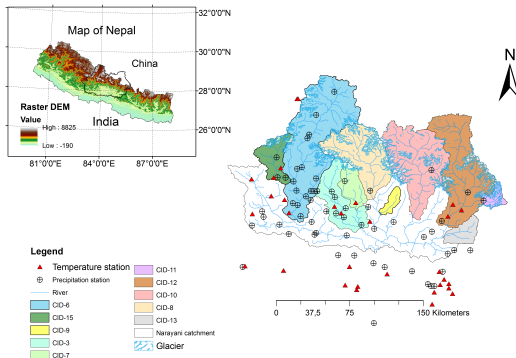 Map of Nepal
China
India
Raster DEM
Value
High : 8825
Low : -190
32°0'0"N
30°0'0"N
28°0'0"N
26°0'0"N
81°0'0"E 84°0'0"E 87°0'0"E
N
Legend
Temperature station
Precipitation station
River
CID-6
CID-15
CID-9
CID-3
CID-7
CID-11
CID-12
CID-10
CID-8
CID-13
Narayani catchment
Glacier
0 37.5 75 150 Kilometers